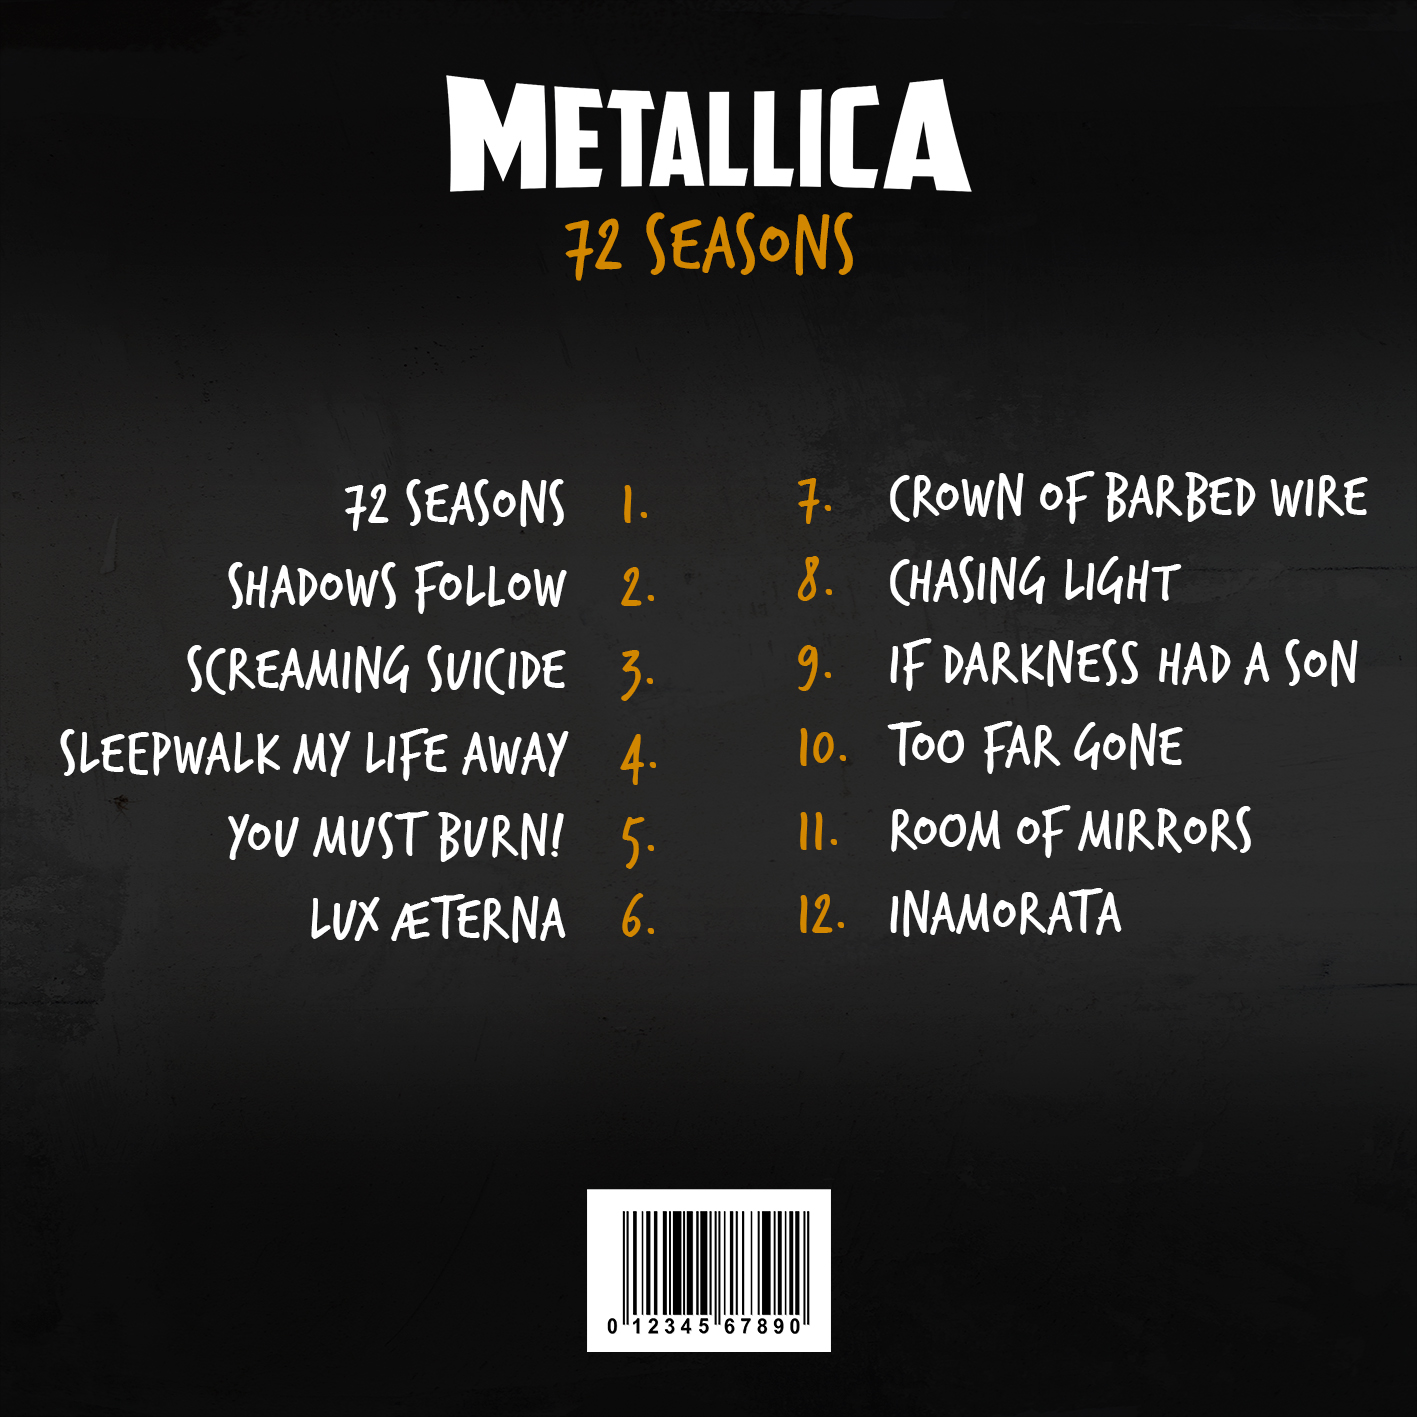 METALLICA
72 SEASONS
72 SEASONS 1.
SHADOWS FOLLOW 2.
SCREAMING SUICIDE 3.
SLEEPWALK MY LIFE AWAY 4.
YOU MUST BURN! 5.
LUX ÆTERNA 6.
7. CROWN OF BARBED WIRE
8. CHASING LIGHT
9. IF DARKNESS HAD A SON
10. TOO FAR GONE
11. ROOM OF MIRRORS
12. INAMORATA
0 12345 67890